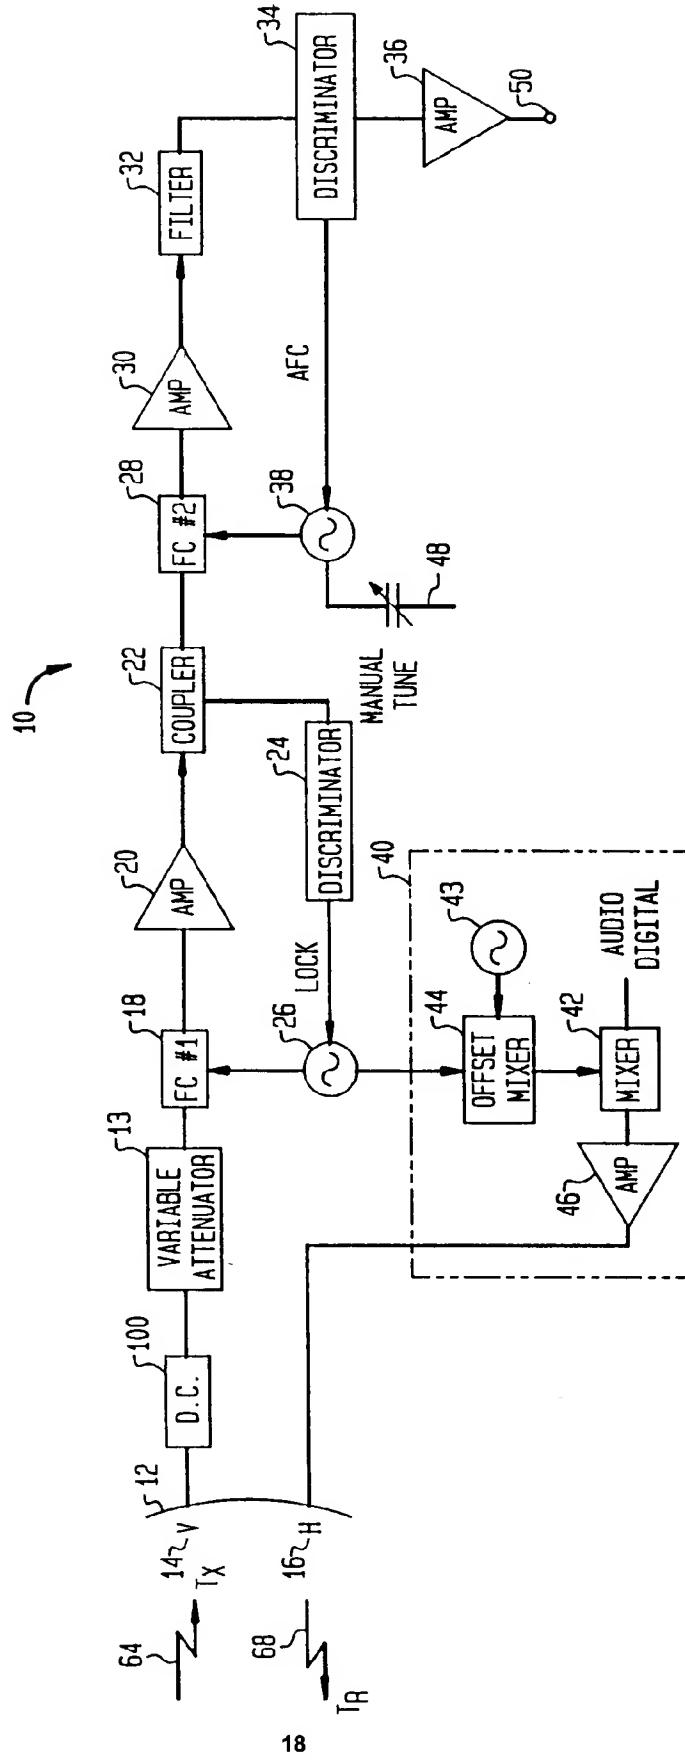 10
64
14
V
TX
12
100
D.C.
13
VARIABLE
ATTENUATOR
18
FC #1
20
AMP
22
COUPLER
28
FC #2
30
AMP
32
FILTER
34
DISCRIMINATOR
36
AMP
50
AFC
38
48
MANUAL
TUNE
24
DISCRIMINATOR
LOCK
26
68
TR
16
H
40
43
44
OFFSET
MIXER
42
MIXER
AUDIO
DIGITAL
46
AMP
18